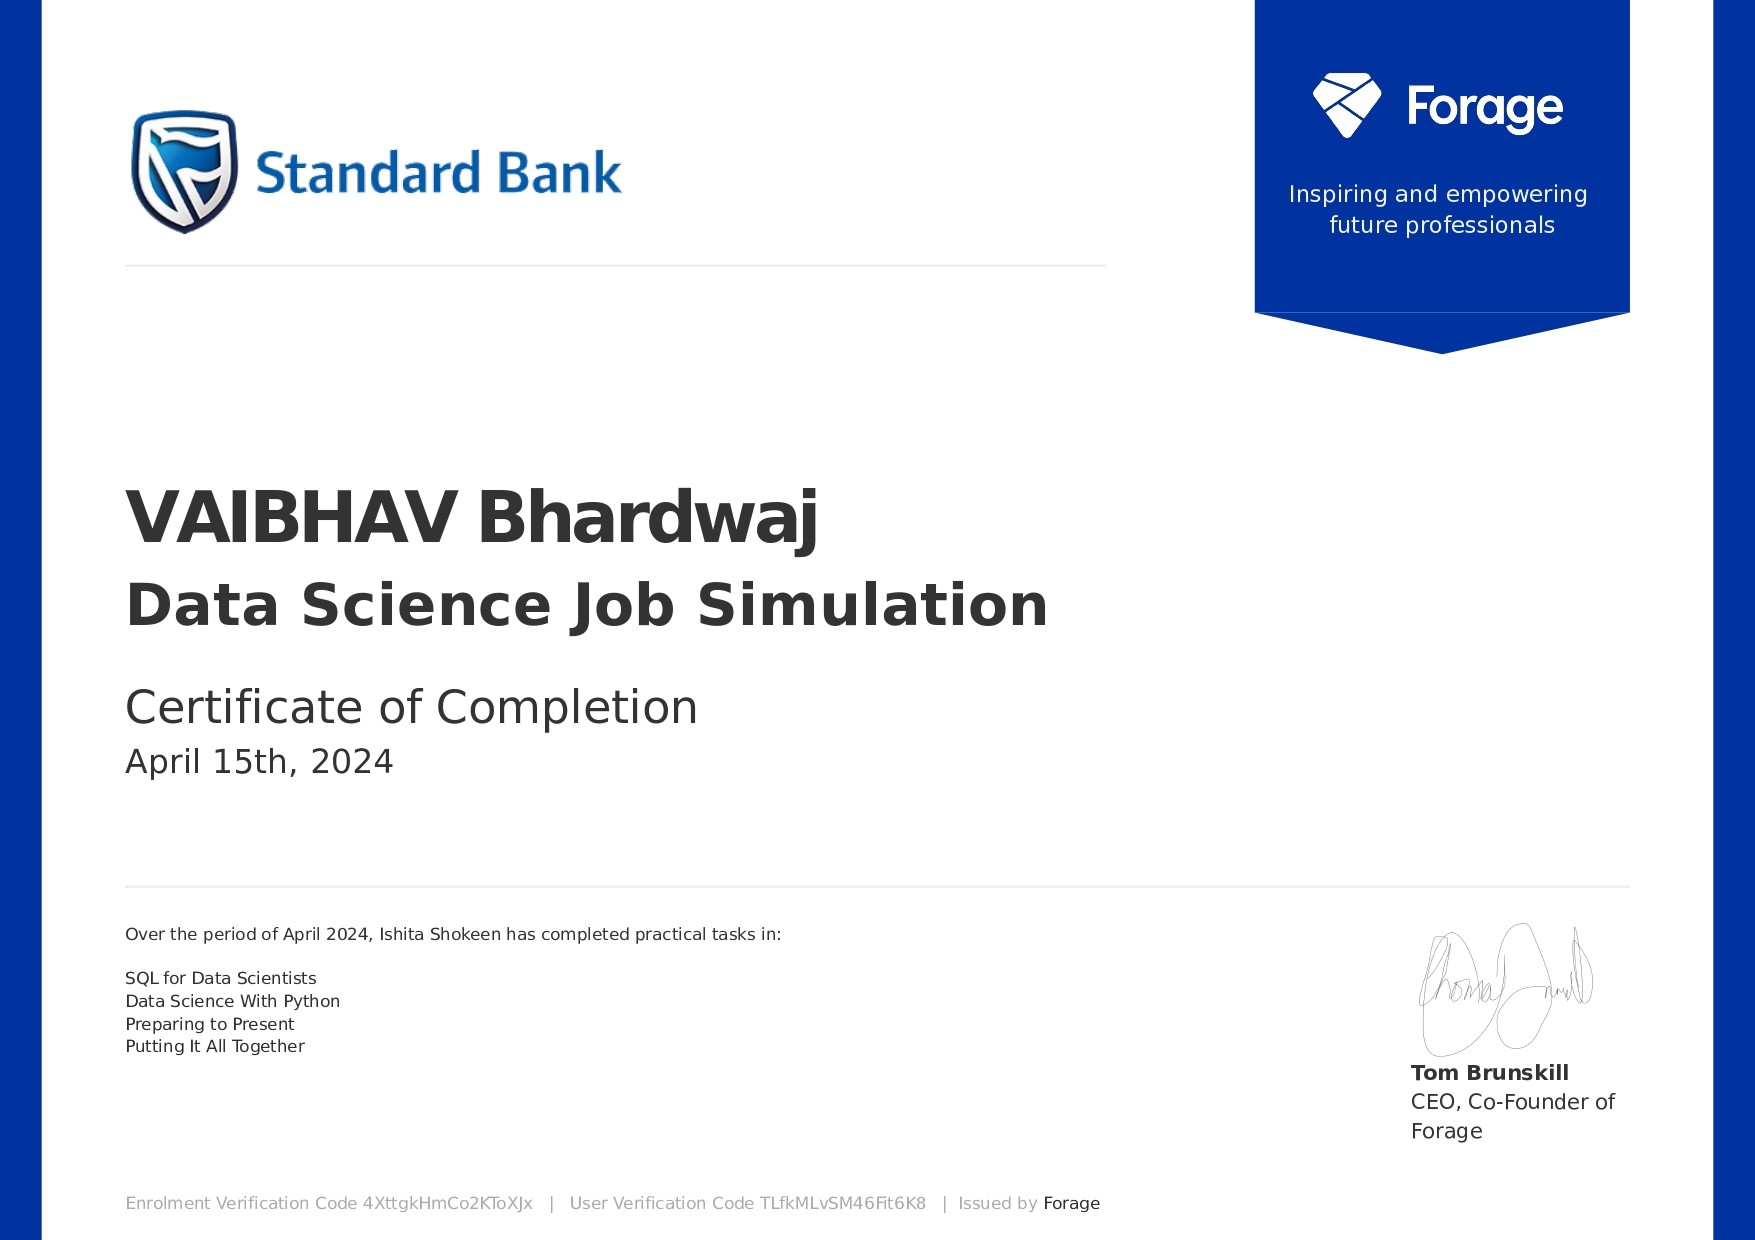 Standard Bank
Forage
Inspiring and empowering
future professionals
VAIBHAV Bhardwaj
Data Science Job Simulation
Certificate of Completion
April 15th, 2024
Over the period of April 2024, Ishita Shokeen has completed practical tasks in:
SQL for Data Scientists
Data Science With Python
Preparing to Present
Putting It All Together
Tom Brunskill
CEO, Co-Founder of
Forage
Enrolment Verification Code 4XttgkHmCo2KToXJx | User Verification Code TLfkMLvSM46Fit6K8 | Issued by Forage